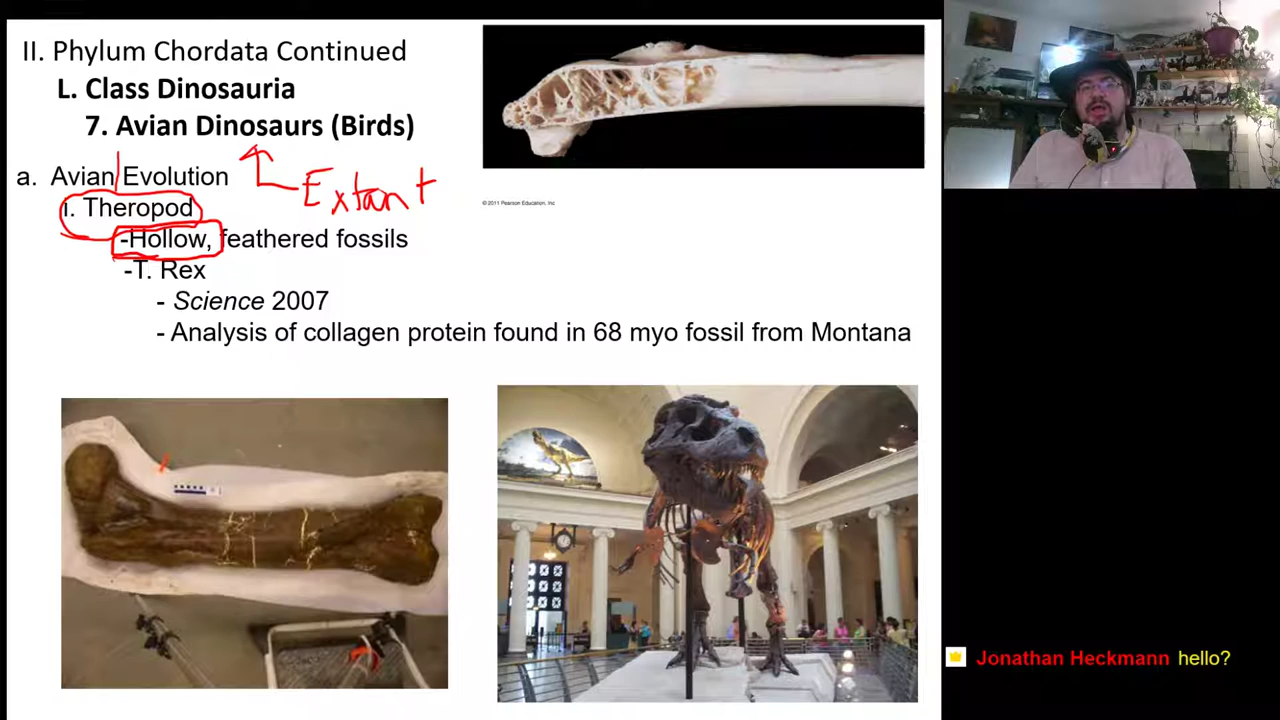 II. Phylum Chordata Continued
L. Class Dinosauria
7. Avian Dinosaurs (Birds)
a. Avian Evolution
Extant
i. Theropod
-Hollow, feathered fossils
-T. Rex
- Science 2007
- Analysis of collagen protein found in 68 myo fossil from Montana
© 2011 Pearson Education, Inc
Jonathan Heckmann hello?